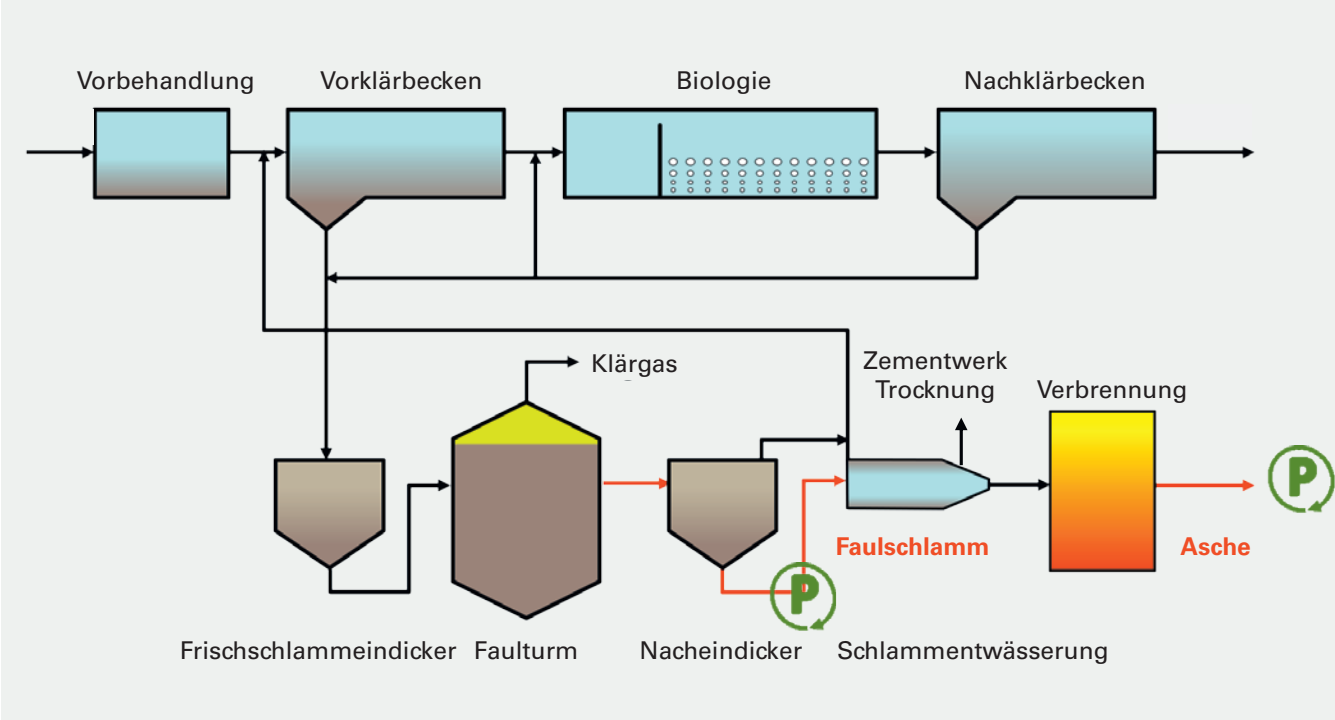 Vorbehandlung
Vorklärbecken
Biologie
Nachklärbecken
Klärgas
Zementwerk
Trocknung
Verbrennung
P
P
Faulschlamm
Asche
Frischschlammeindicker
Faulturm
Nacheindicker
Schlammentwässerung